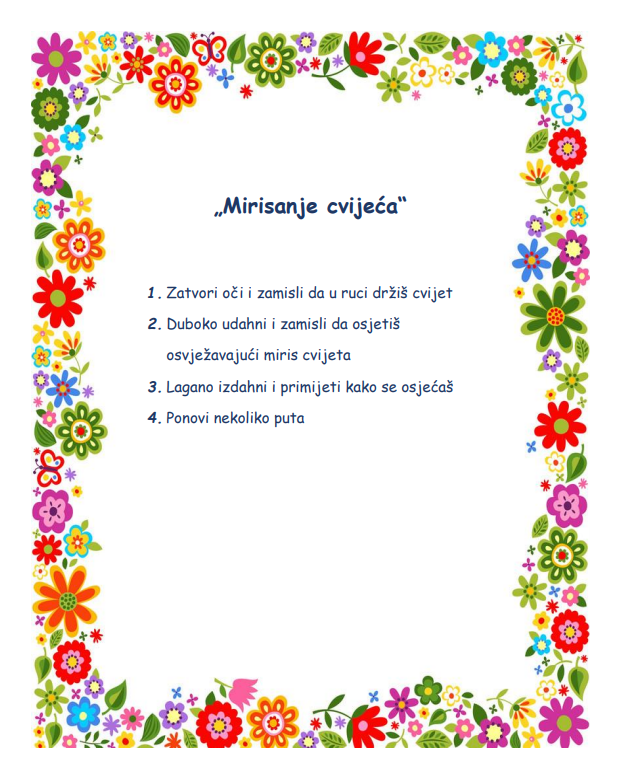 „Mirisanje cvijeća“
1. Zatvori oči i zamisli da u ruci držiš cvijet
2. Duboko udahni i zamisli da osjetiš
osvježavajući miris cvijeta
3. Lagano izdahni i primijeti kako se osjećaš
4. Ponovi nekoliko puta